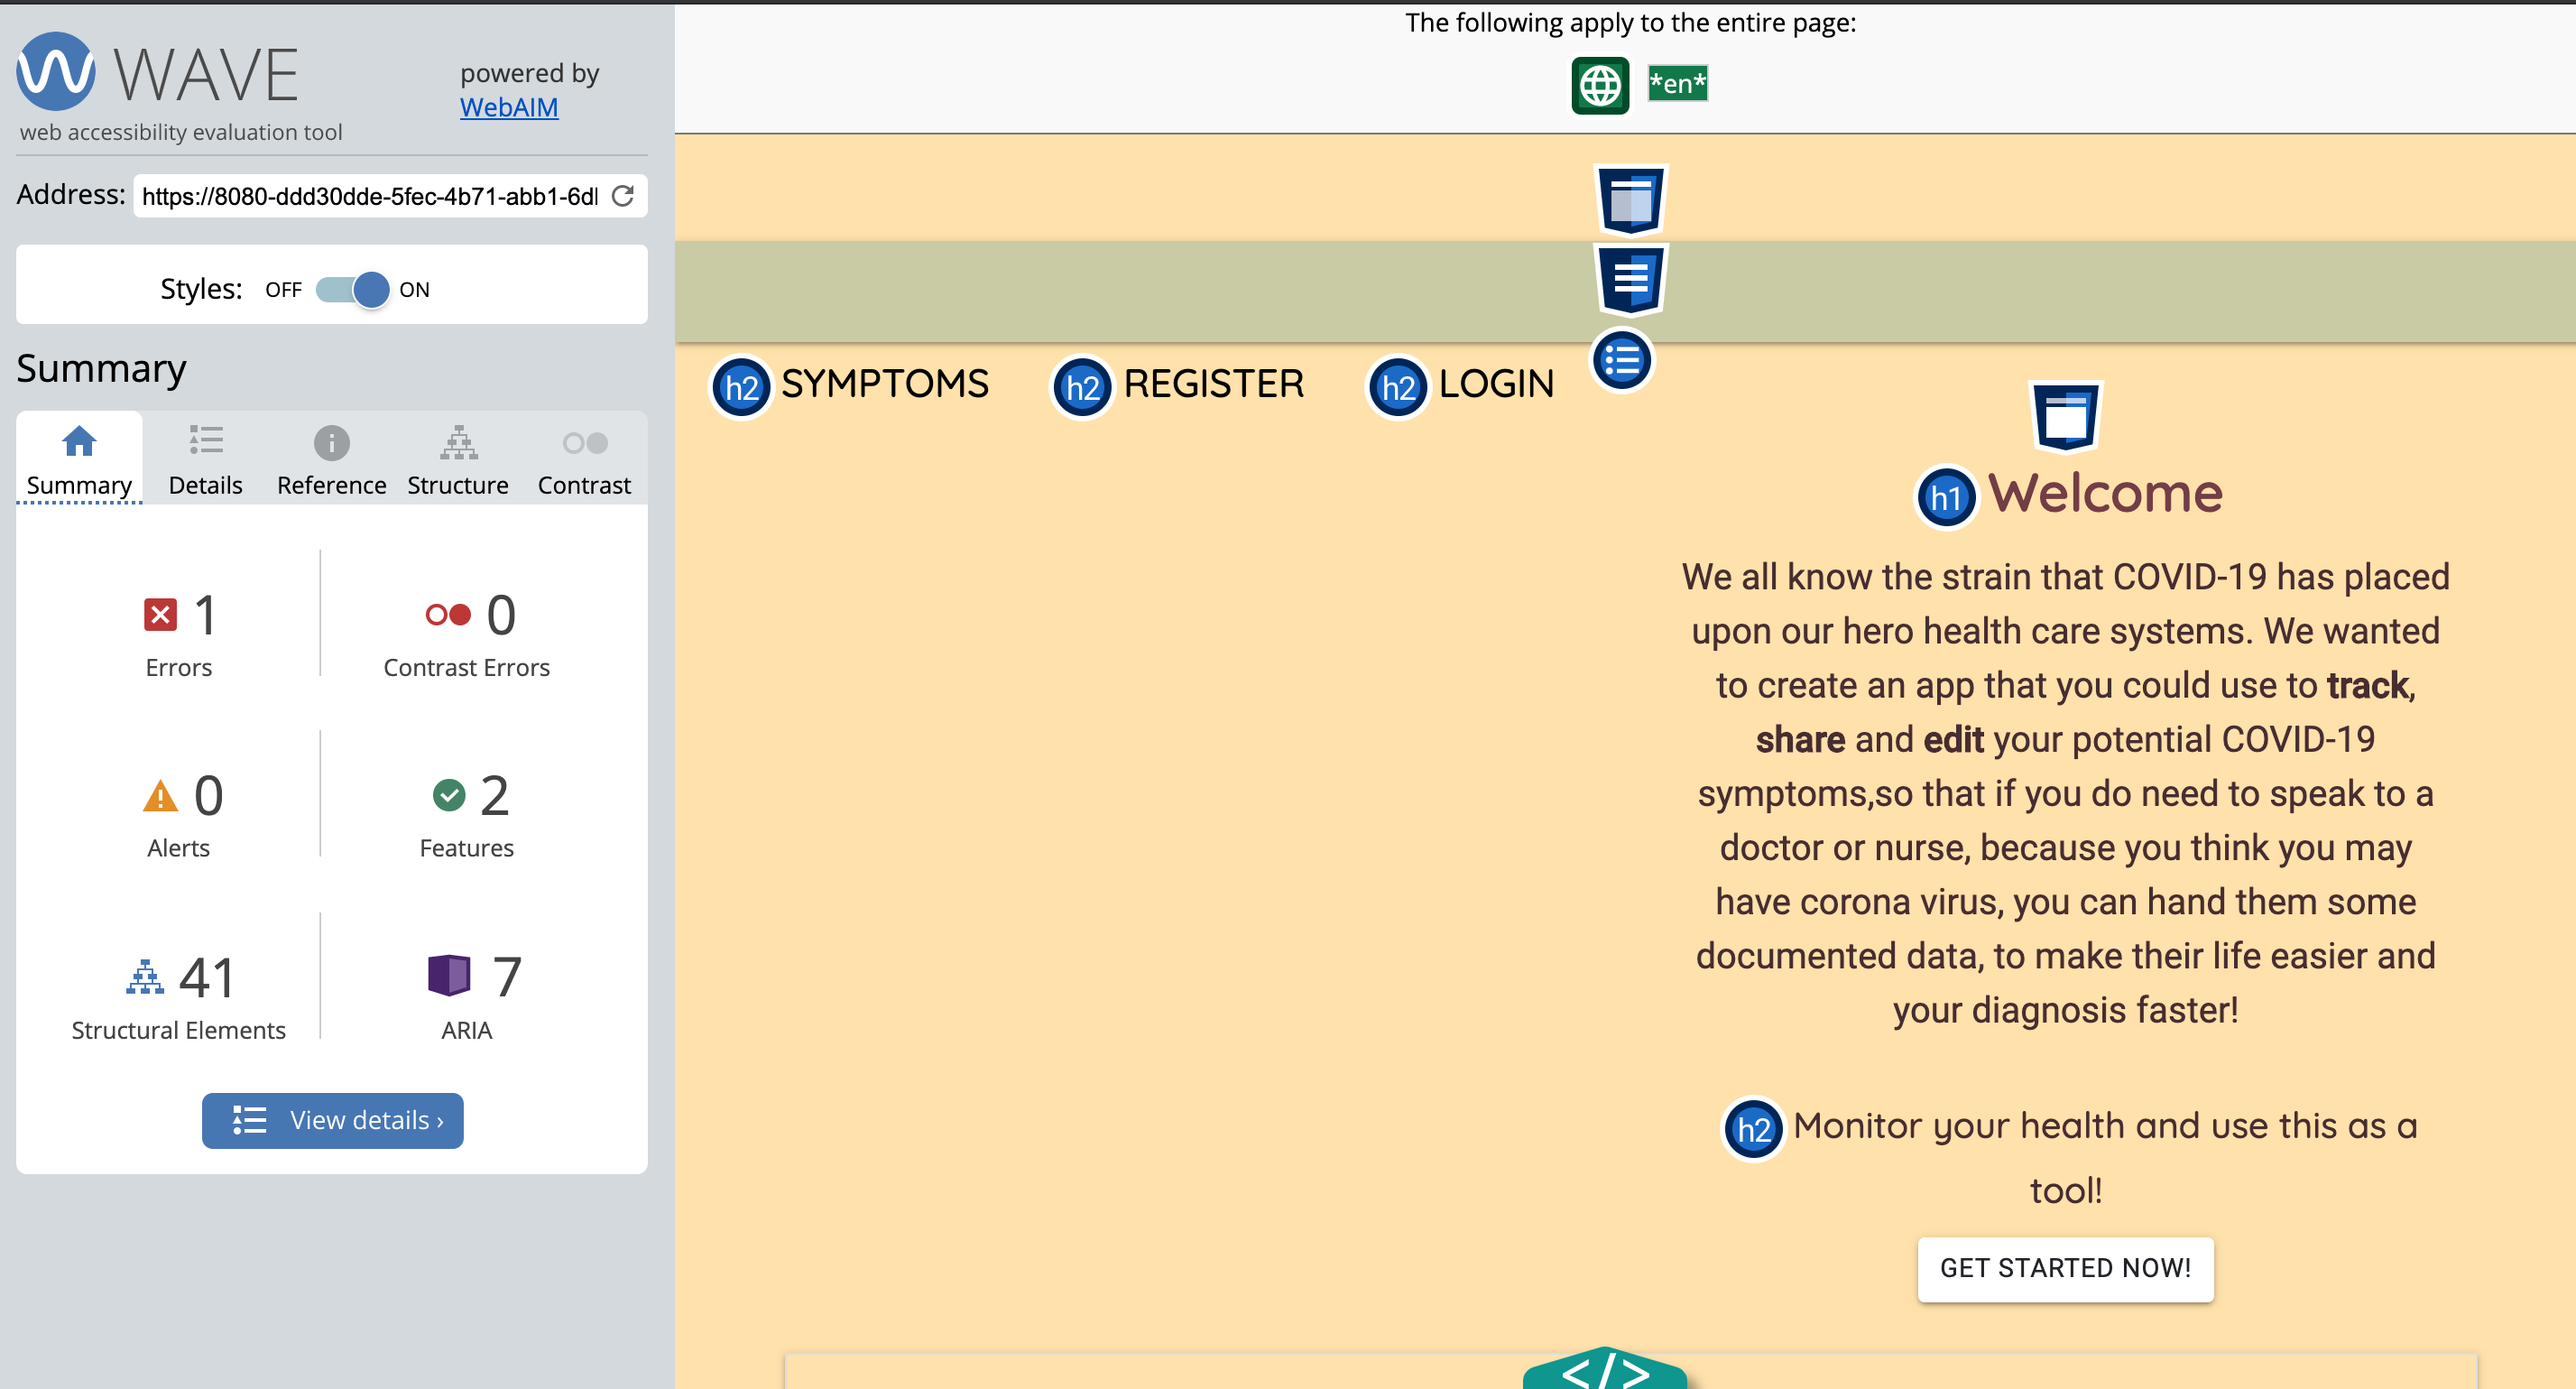 WAVE
powered by
WebAIM
web accessibility evaluation tool
Address: https://8080-ddd30dde-5fec-4b71-abb1-6d
Styles: OFF ON
Summary
Summary Details Reference Structure Contrast
1 0
Errors Contrast Errors
0 2
Alerts Features
41 7
Structural Elements ARIA
View details ›
The following apply to the entire page:
*en*
h2 SYMPTOMS h2 REGISTER h2 LOGIN
h1 Welcome
We all know the strain that COVID-19 has placed
upon our hero health care systems. We wanted
to create an app that you could use to track,
share and edit your potential COVID-19
symptoms,so that if you do need to speak to a
doctor or nurse, because you think you may
have corona virus, you can hand them some
documented data, to make their life easier and
your diagnosis faster!
h2 Monitor your health and use this as a
tool!
GET STARTED NOW!
</>